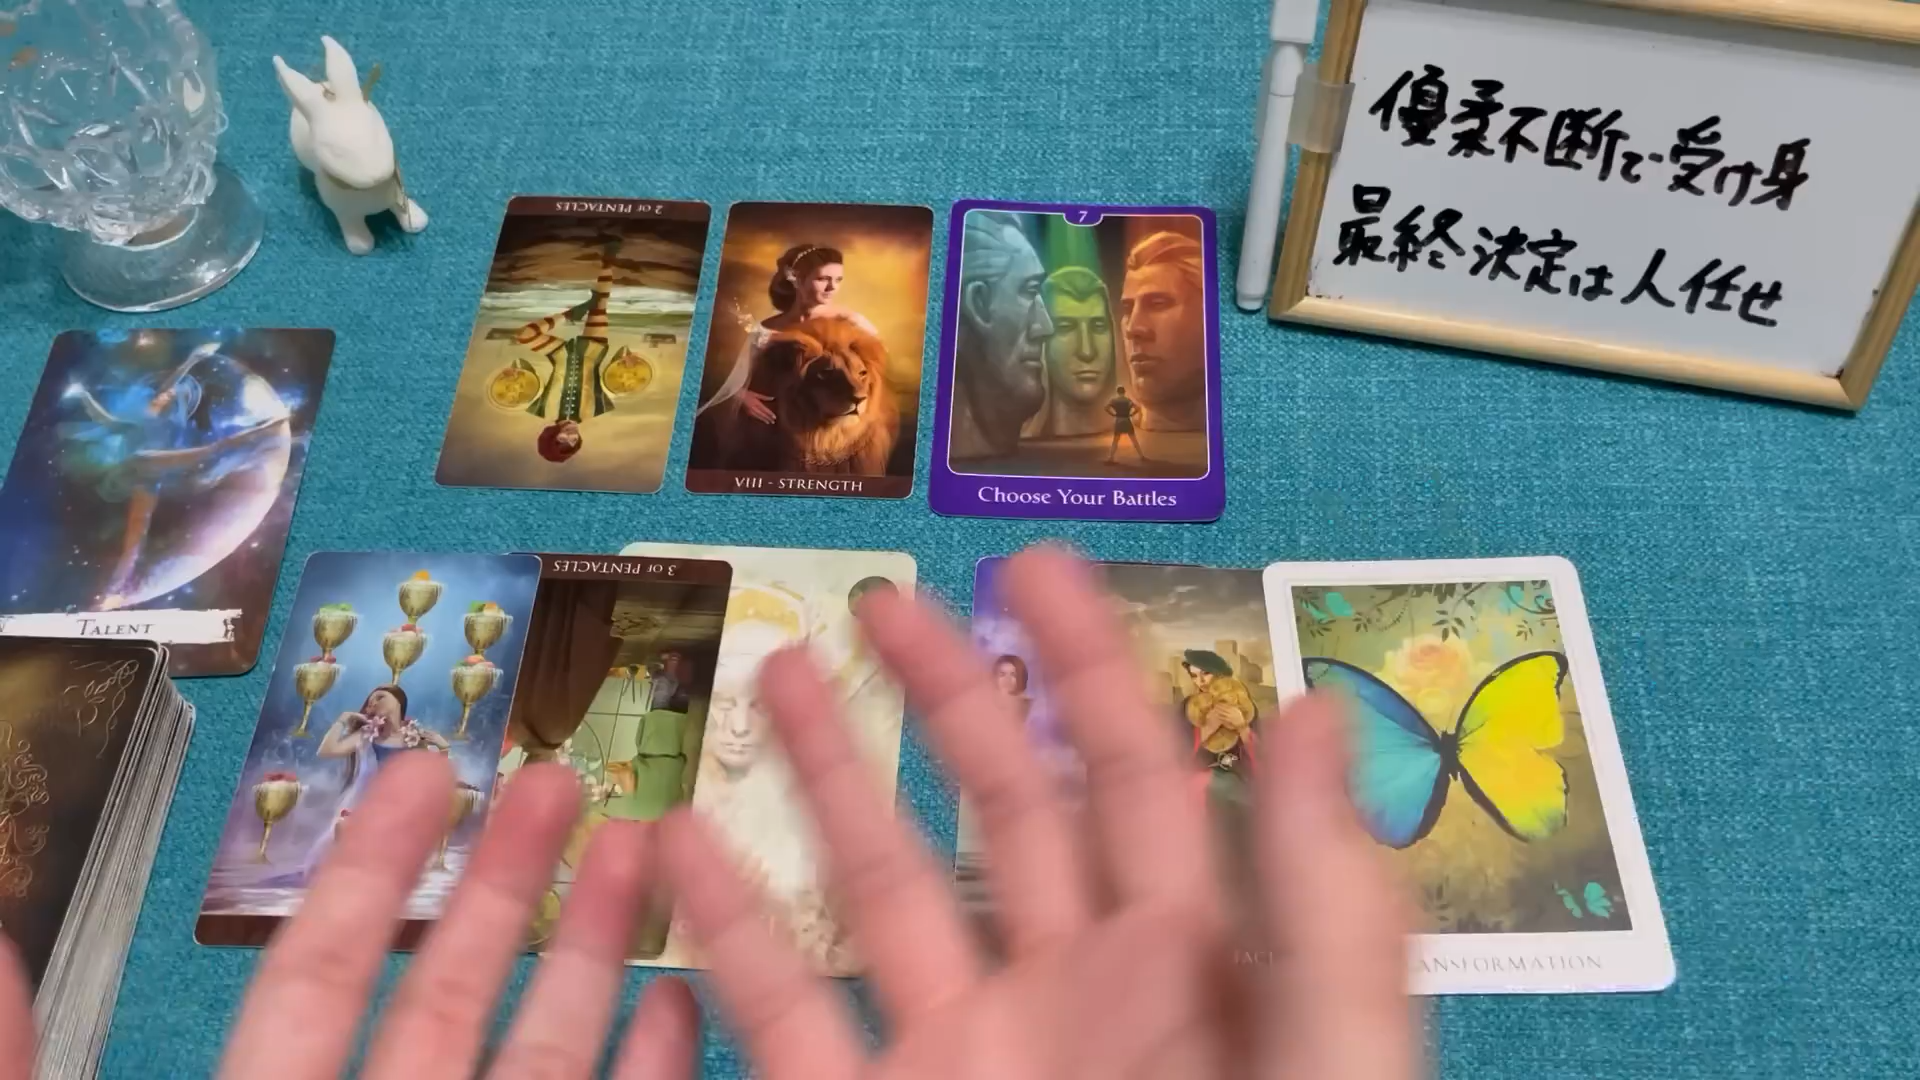 優柔不断で受け身
最終決定は人任せ
2 OF PENTACLES
VIII - STRENGTH
7
Choose Your Battles
TALENT
3 OF PENTACLES